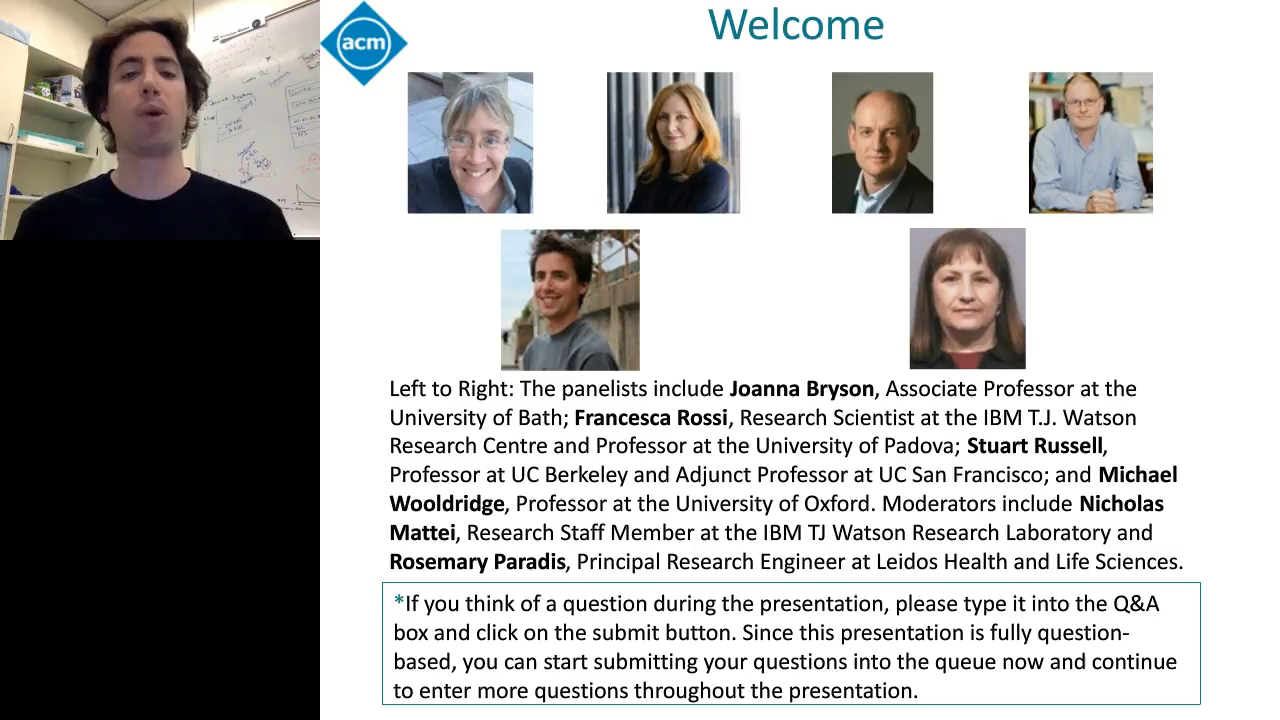 acm
Welcome
Left to Right: The panelists include Joanna Bryson, Associate Professor at the
University of Bath; Francesca Rossi, Research Scientist at the IBM T.J. Watson
Research Centre and Professor at the University of Padova; Stuart Russell,
Professor at UC Berkeley and Adjunct Professor at UC San Francisco; and Michael
Wooldridge, Professor at the University of Oxford. Moderators include Nicholas
Mattei, Research Staff Member at the IBM TJ Watson Research Laboratory and
Rosemary Paradis, Principal Research Engineer at Leidos Health and Life Sciences.
*If you think of a question during the presentation, please type it into the Q&A
box and click on the submit button. Since this presentation is fully question-
based, you can start submitting your questions into the queue now and continue
to enter more questions throughout the presentation.